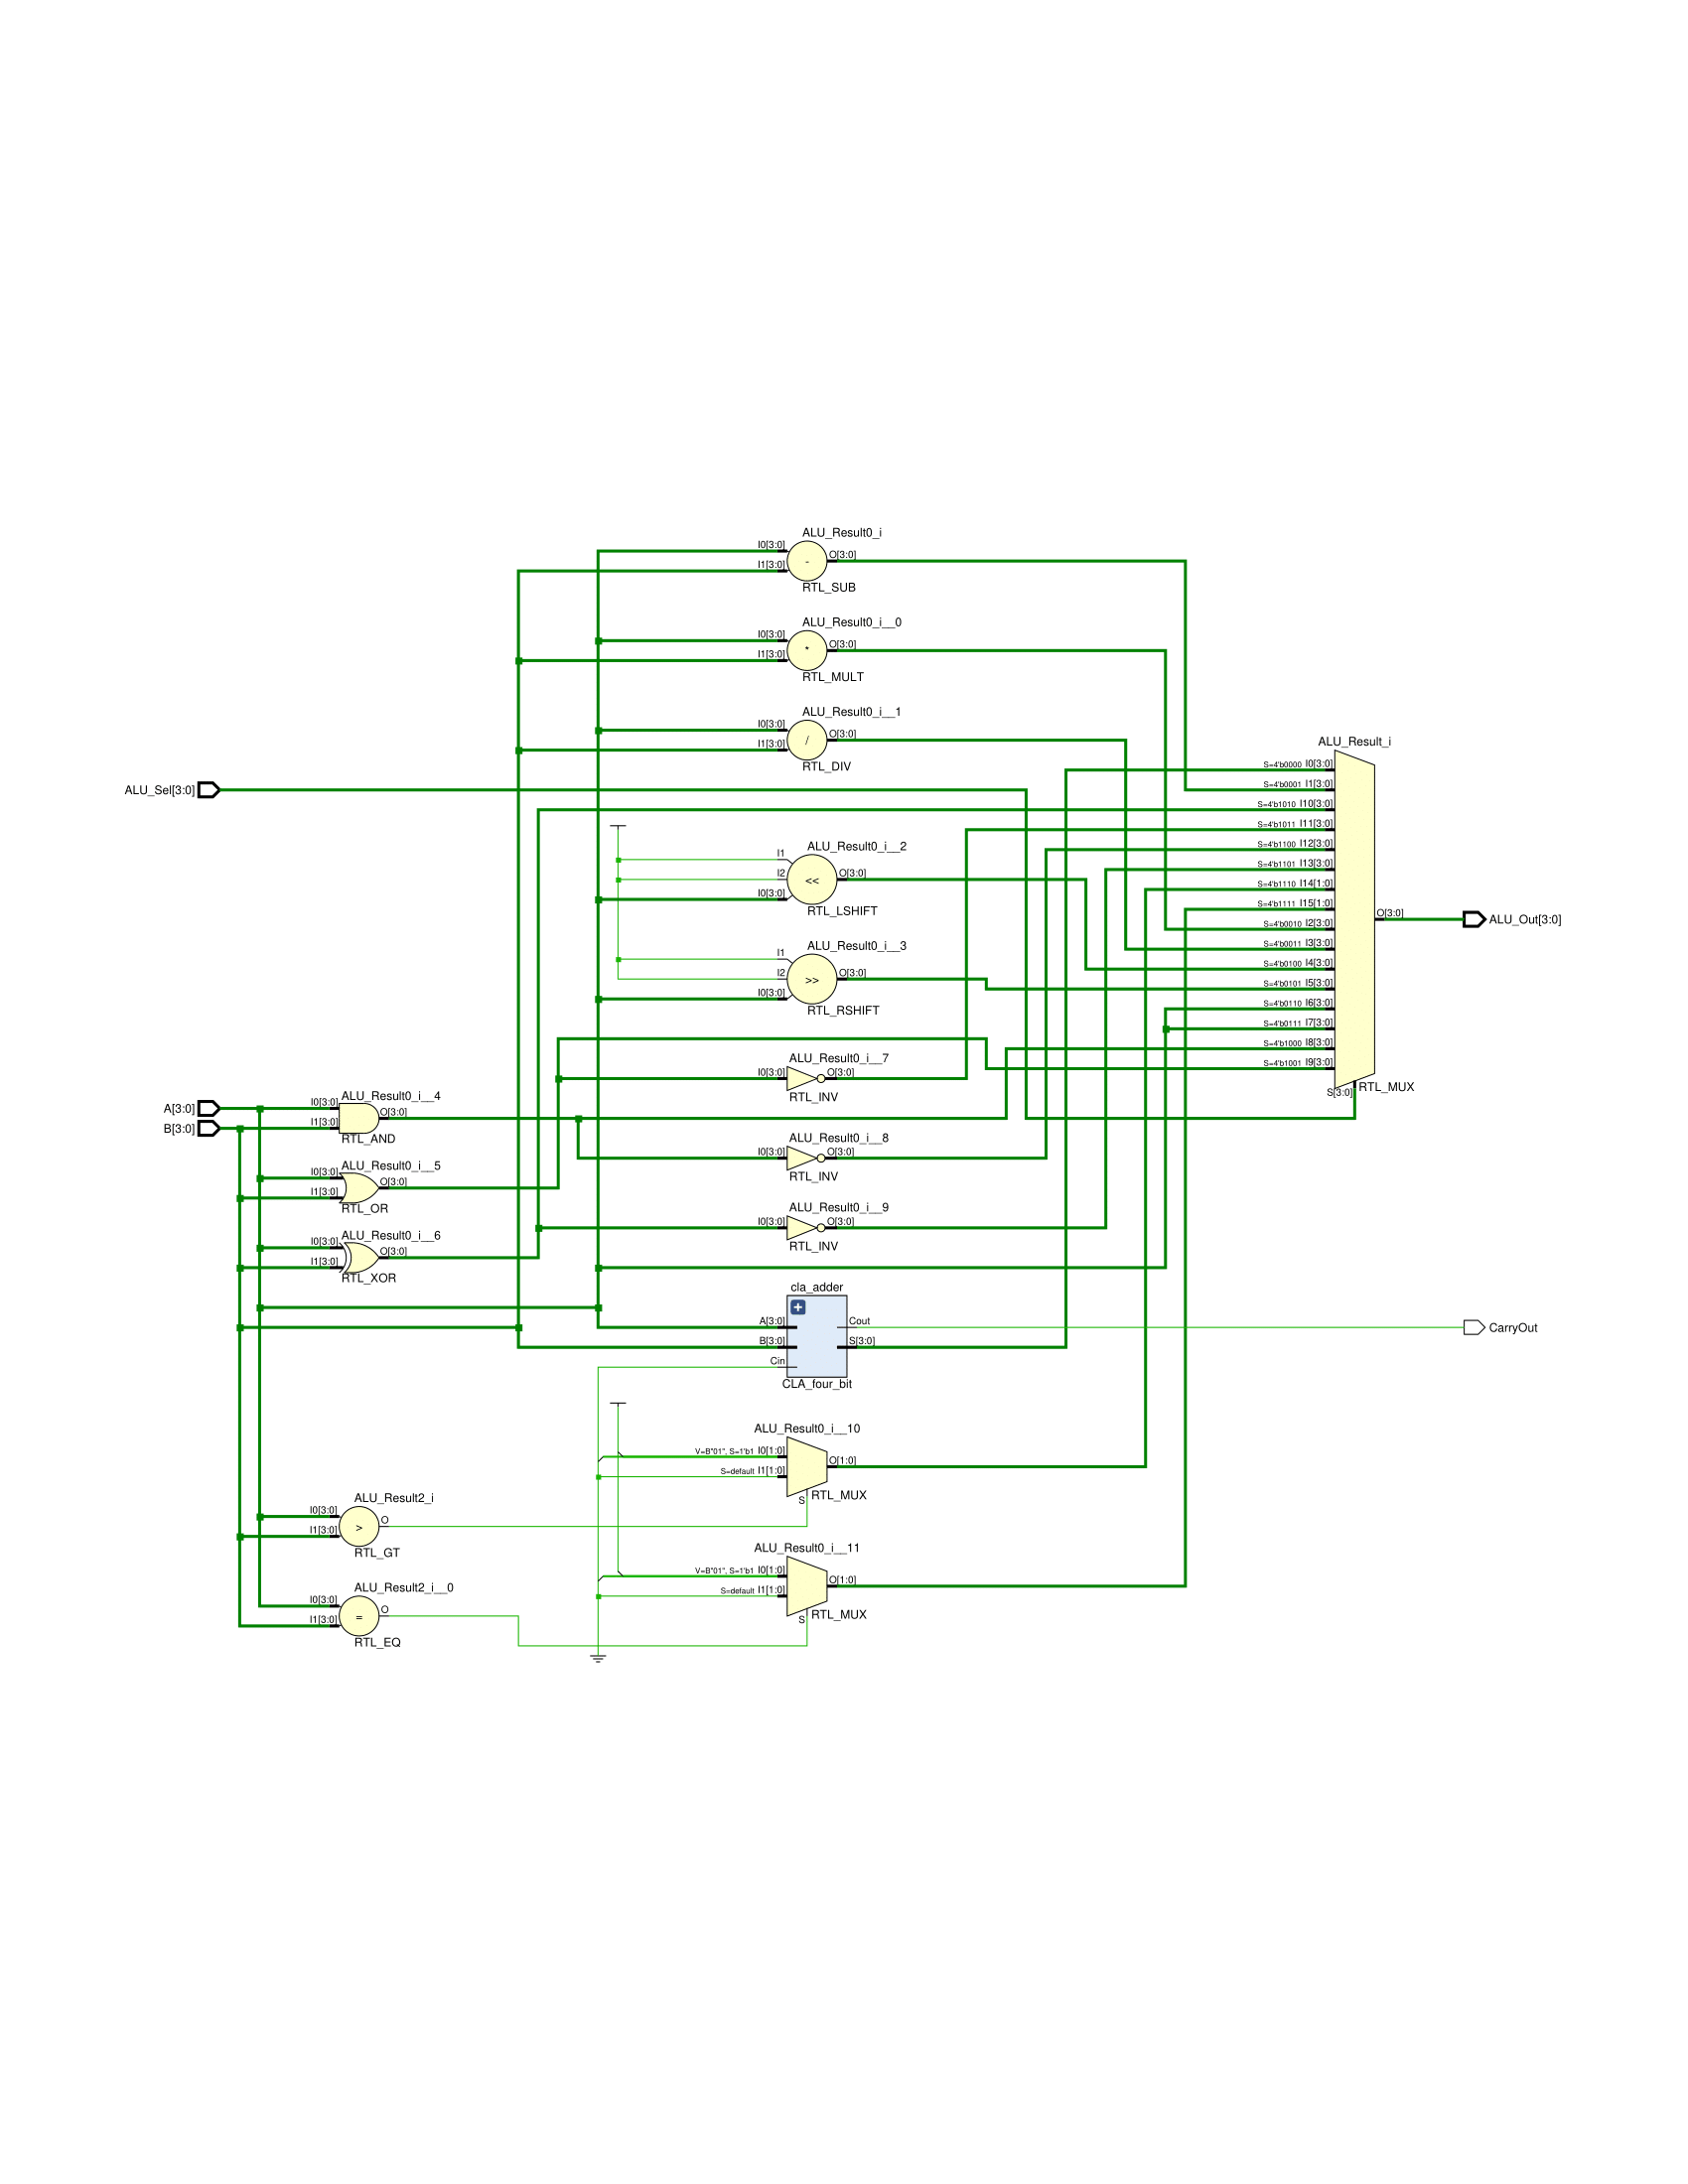 ALU_Result0_i
I0[3:0]
I1[3:0]
-
O[3:0]
RTL_SUB
ALU_Result0_i__0
I0[3:0]
I1[3:0]
*
O[3:0]
RTL_MULT
ALU_Result0_i__1
I0[3:0]
I1[3:0]
/
O[3:0]
RTL_DIV
ALU_Sel[3:0]
ALU_Result0_i__2
I1
I2
I0[3:0]
<<
O[3:0]
RTL_LSHIFT
ALU_Result0_i__3
I1
I2
I0[3:0]
>>
O[3:0]
RTL_RSHIFT
ALU_Result_i
S=4'b0000 I0[3:0]
S=4'b0001 I1[3:0]
S=4'b1010 I10[3:0]
S=4'b1011 I11[3:0]
S=4'b1100 I12[3:0]
S=4'b1101 I13[3:0]
S=4'b1110 I14[1:0]
S=4'b1111 I15[1:0]
S=4'b0010 I2[3:0]
S=4'b0011 I3[3:0]
S=4'b0100 I4[3:0]
S=4'b0101 I5[3:0]
S=4'b0110 I6[3:0]
S=4'b0111 I7[3:0]
S=4'b1000 I8[3:0]
S=4'b1001 I9[3:0]
S[3:0]
RTL_MUX
O[3:0]
ALU_Out[3:0]
ALU_Result0_i__7
I0[3:0]
O[3:0]
RTL_INV
A[3:0]
B[3:0]
ALU_Result0_i__4
I0[3:0]
I1[3:0]
O[3:0]
RTL_AND
ALU_Result0_i__8
I0[3:0]
O[3:0]
RTL_INV
ALU_Result0_i__5
I0[3:0]
I1[3:0]
O[3:0]
RTL_OR
ALU_Result0_i__9
I0[3:0]
O[3:0]
RTL_INV
ALU_Result0_i__6
I0[3:0]
I1[3:0]
O[3:0]
RTL_XOR
cla_adder
A[3:0]
B[3:0]
Cin
Cout
S[3:0]
CLA_four_bit
CarryOut
ALU_Result0_i__10
V=B"01", S=1'b1 I0[1:0]
S=default I1[1:0]
S
O[1:0]
RTL_MUX
ALU_Result2_i
I0[3:0]
I1[3:0]
>
O
RTL_GT
ALU_Result0_i__11
V=B"01", S=1'b1 I0[1:0]
S=default I1[1:0]
S
O[1:0]
RTL_MUX
ALU_Result2_i__0
I0[3:0]
I1[3:0]
=
O
RTL_EQ